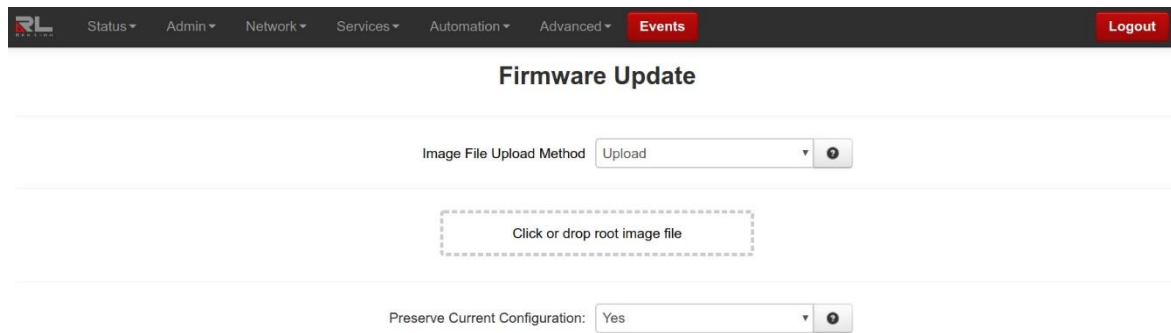 RL Status Admin Network Services Automation Advanced Events Logout
Firmware Update
Image File Upload Method Upload
Click or drop root image file
Preserve Current Configuration: Yes